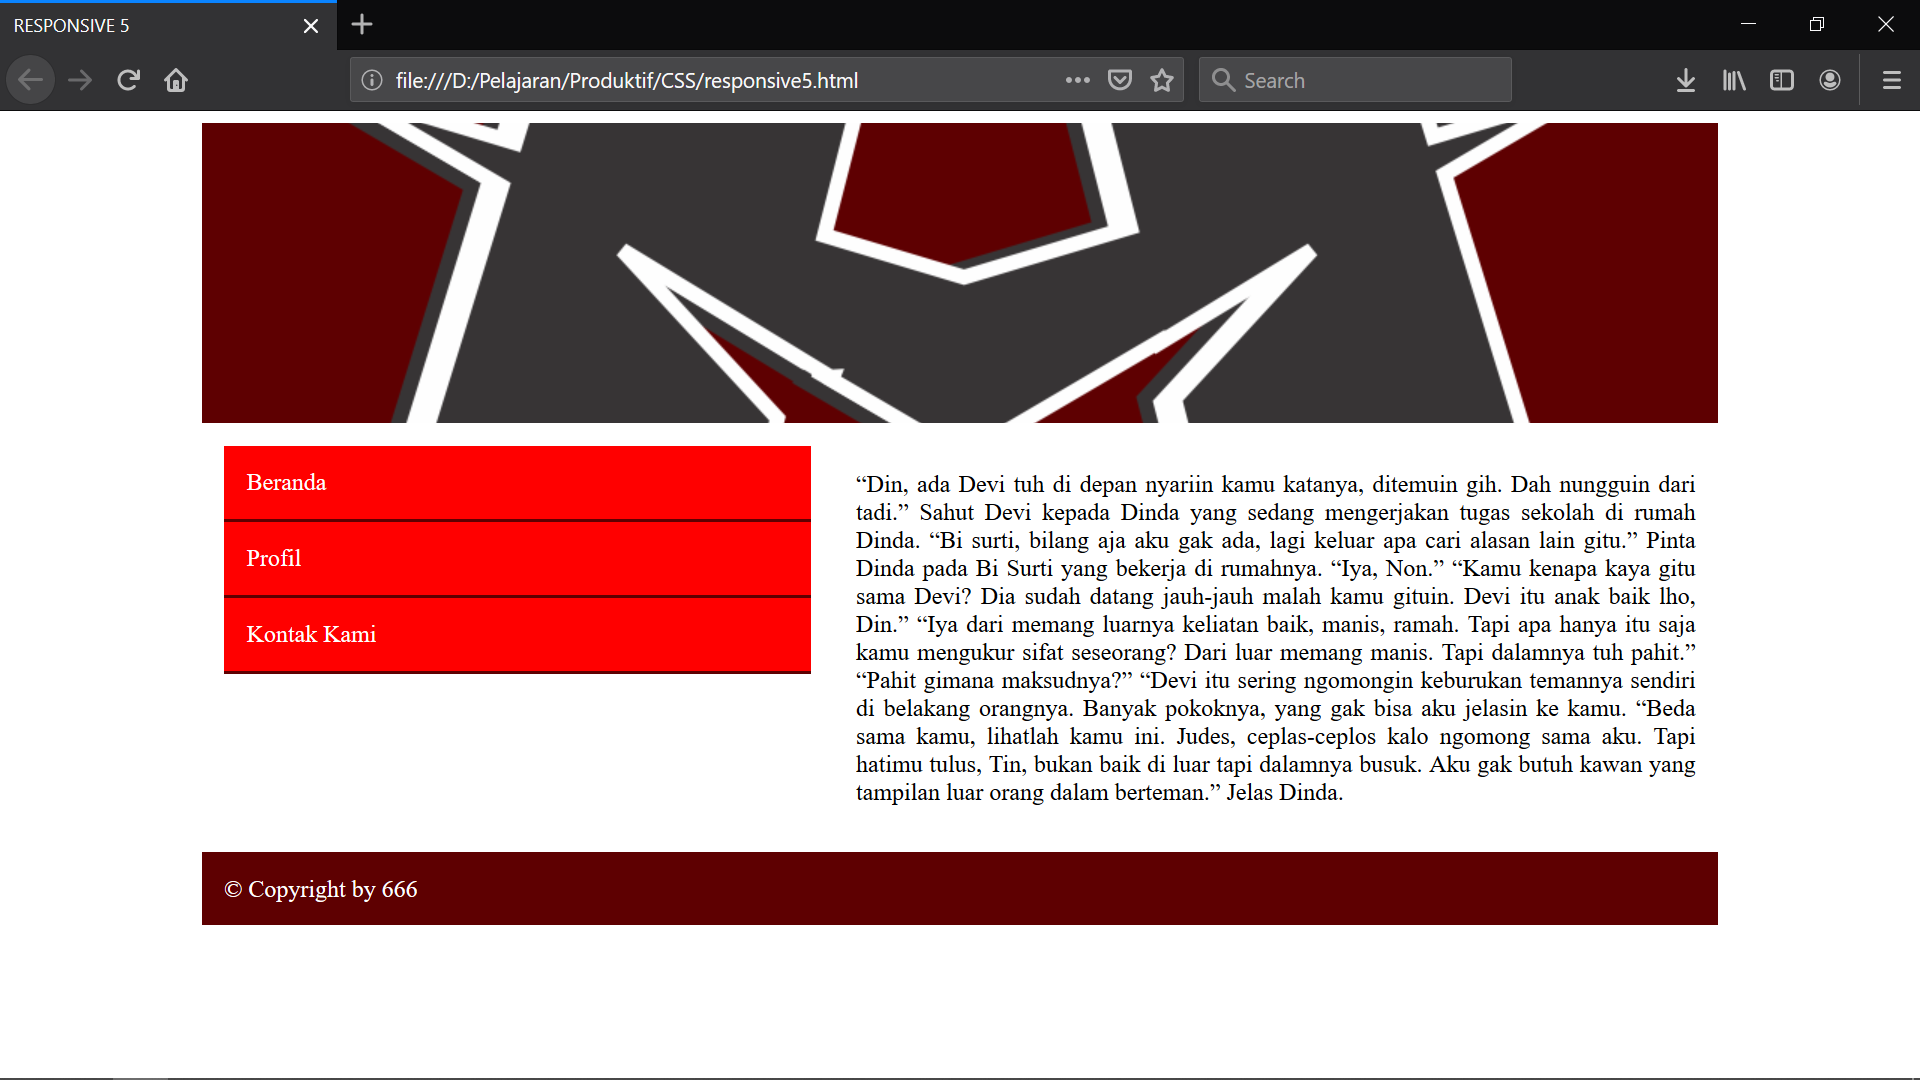 RESPONSIVE 5
file:///D:/Pelajaran/Produktif/CSS/responsive5.html
Search
Beranda
Profil
Kontak Kami
“Din, ada Devi tuh di depan nyariin kamu katanya, ditemuin gih. Dah nungguin dari
tadi.” Sahut Devi kepada Dinda yang sedang mengerjakan tugas sekolah di rumah
Dinda. “Bi surti, bilang aja aku gak ada, lagi keluar apa cari alasan lain gitu.” Pinta
Dinda pada Bi Surti yang bekerja di rumahnya. “Iya, Non.” “Kamu kenapa kaya gitu
sama Devi? Dia sudah datang jauh-jauh malah kamu gituin. Devi itu anak baik lho,
Din.” “Iya dari memang luarnya keliatan baik, manis, ramah. Tapi apa hanya itu saja
kamu mengukur sifat seseorang? Dari luar memang manis. Tapi dalamnya tuh pahit.”
“Pahit gimana maksudnya?” “Devi itu sering ngomongin keburukan temannya sendiri
di belakang orangnya. Banyak pokoknya, yang gak bisa aku jelasin ke kamu. “Beda
sama kamu, lihatlah kamu ini. Judes, ceplas-ceplos kalo ngomong sama aku. Tapi
hatimu tulus, Tin, bukan baik di luar tapi dalamnya busuk. Aku gak butuh kawan yang
tampilan luar orang dalam berteman.” Jelas Dinda.
© Copyright by 666